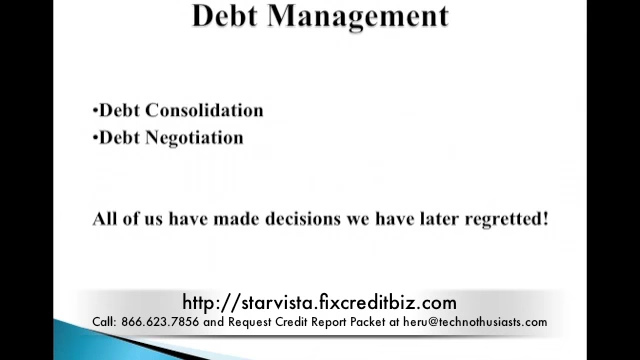 Debt Management
•Debt Consolidation
•Debt Negotiation
All of us have made decisions we have later regretted!
http://starvista.fixcreditbiz.com
Call: 866.623.7856 and Request Credit Report Packet at heru@technothusiasts.com